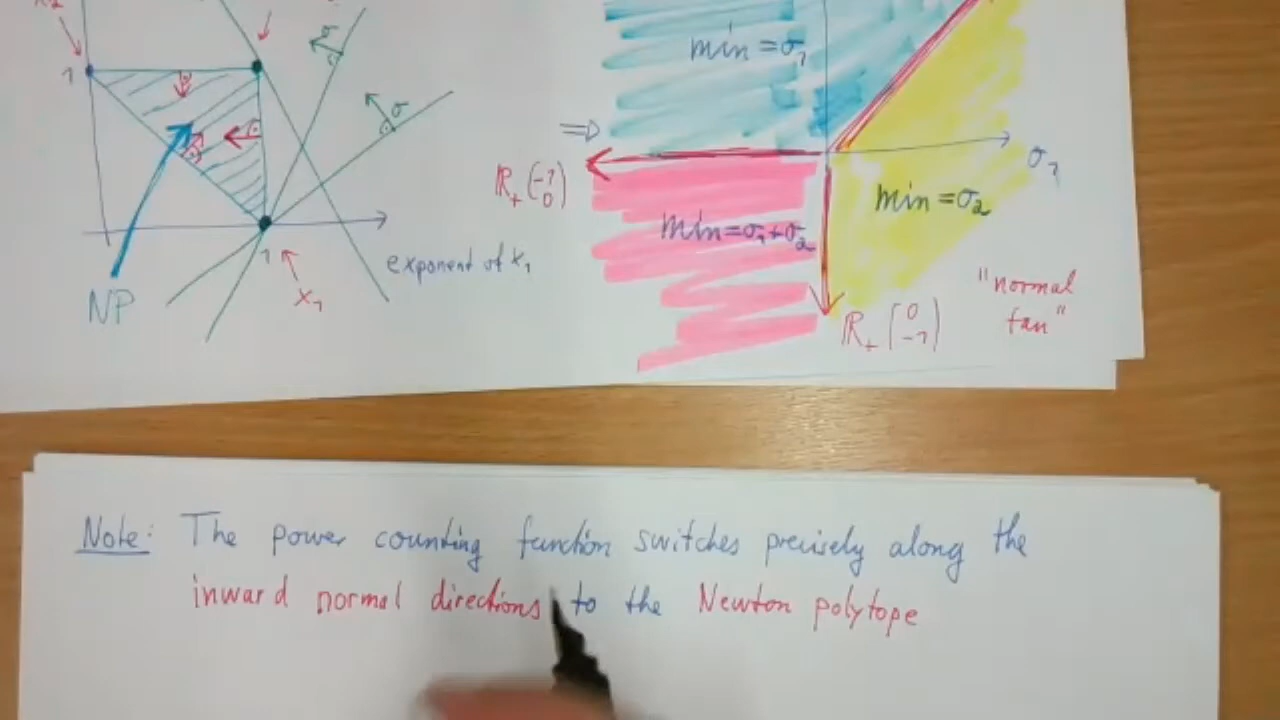 1
1
x₁
exponent of x₁
NP
σ
σ
⇒
min = σ₁
σ₁
min = σ₂
min = σ₁ + σ₂
ℝ₊ (-1 0)
ℝ₊ (0 -1)
"normal
fan"
Note: The power counting function switches precisely along the
inward normal directions to the Newton polytope